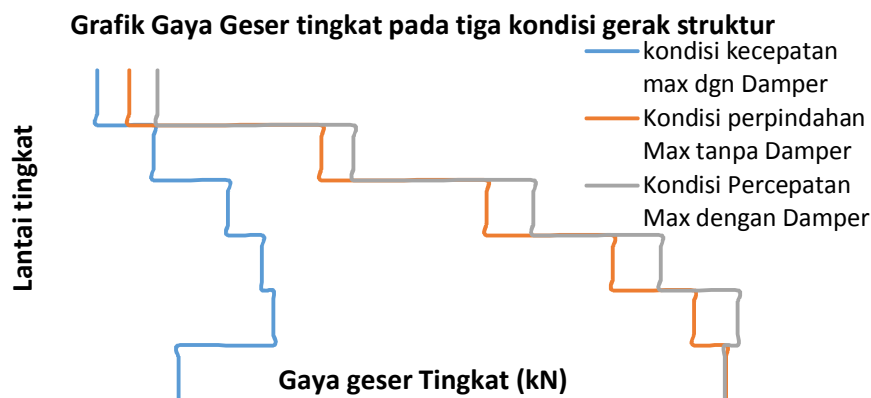 Grafik Gaya Geser tingkat pada tiga kondisi gerak struktur
kondisi kecepatan
max dgn Damper
Kondisi perpindahan
Max tanpa Damper
Kondisi Percepatan
Max dengan Damper
Lantai tingkat
Gaya geser Tingkat (kN)